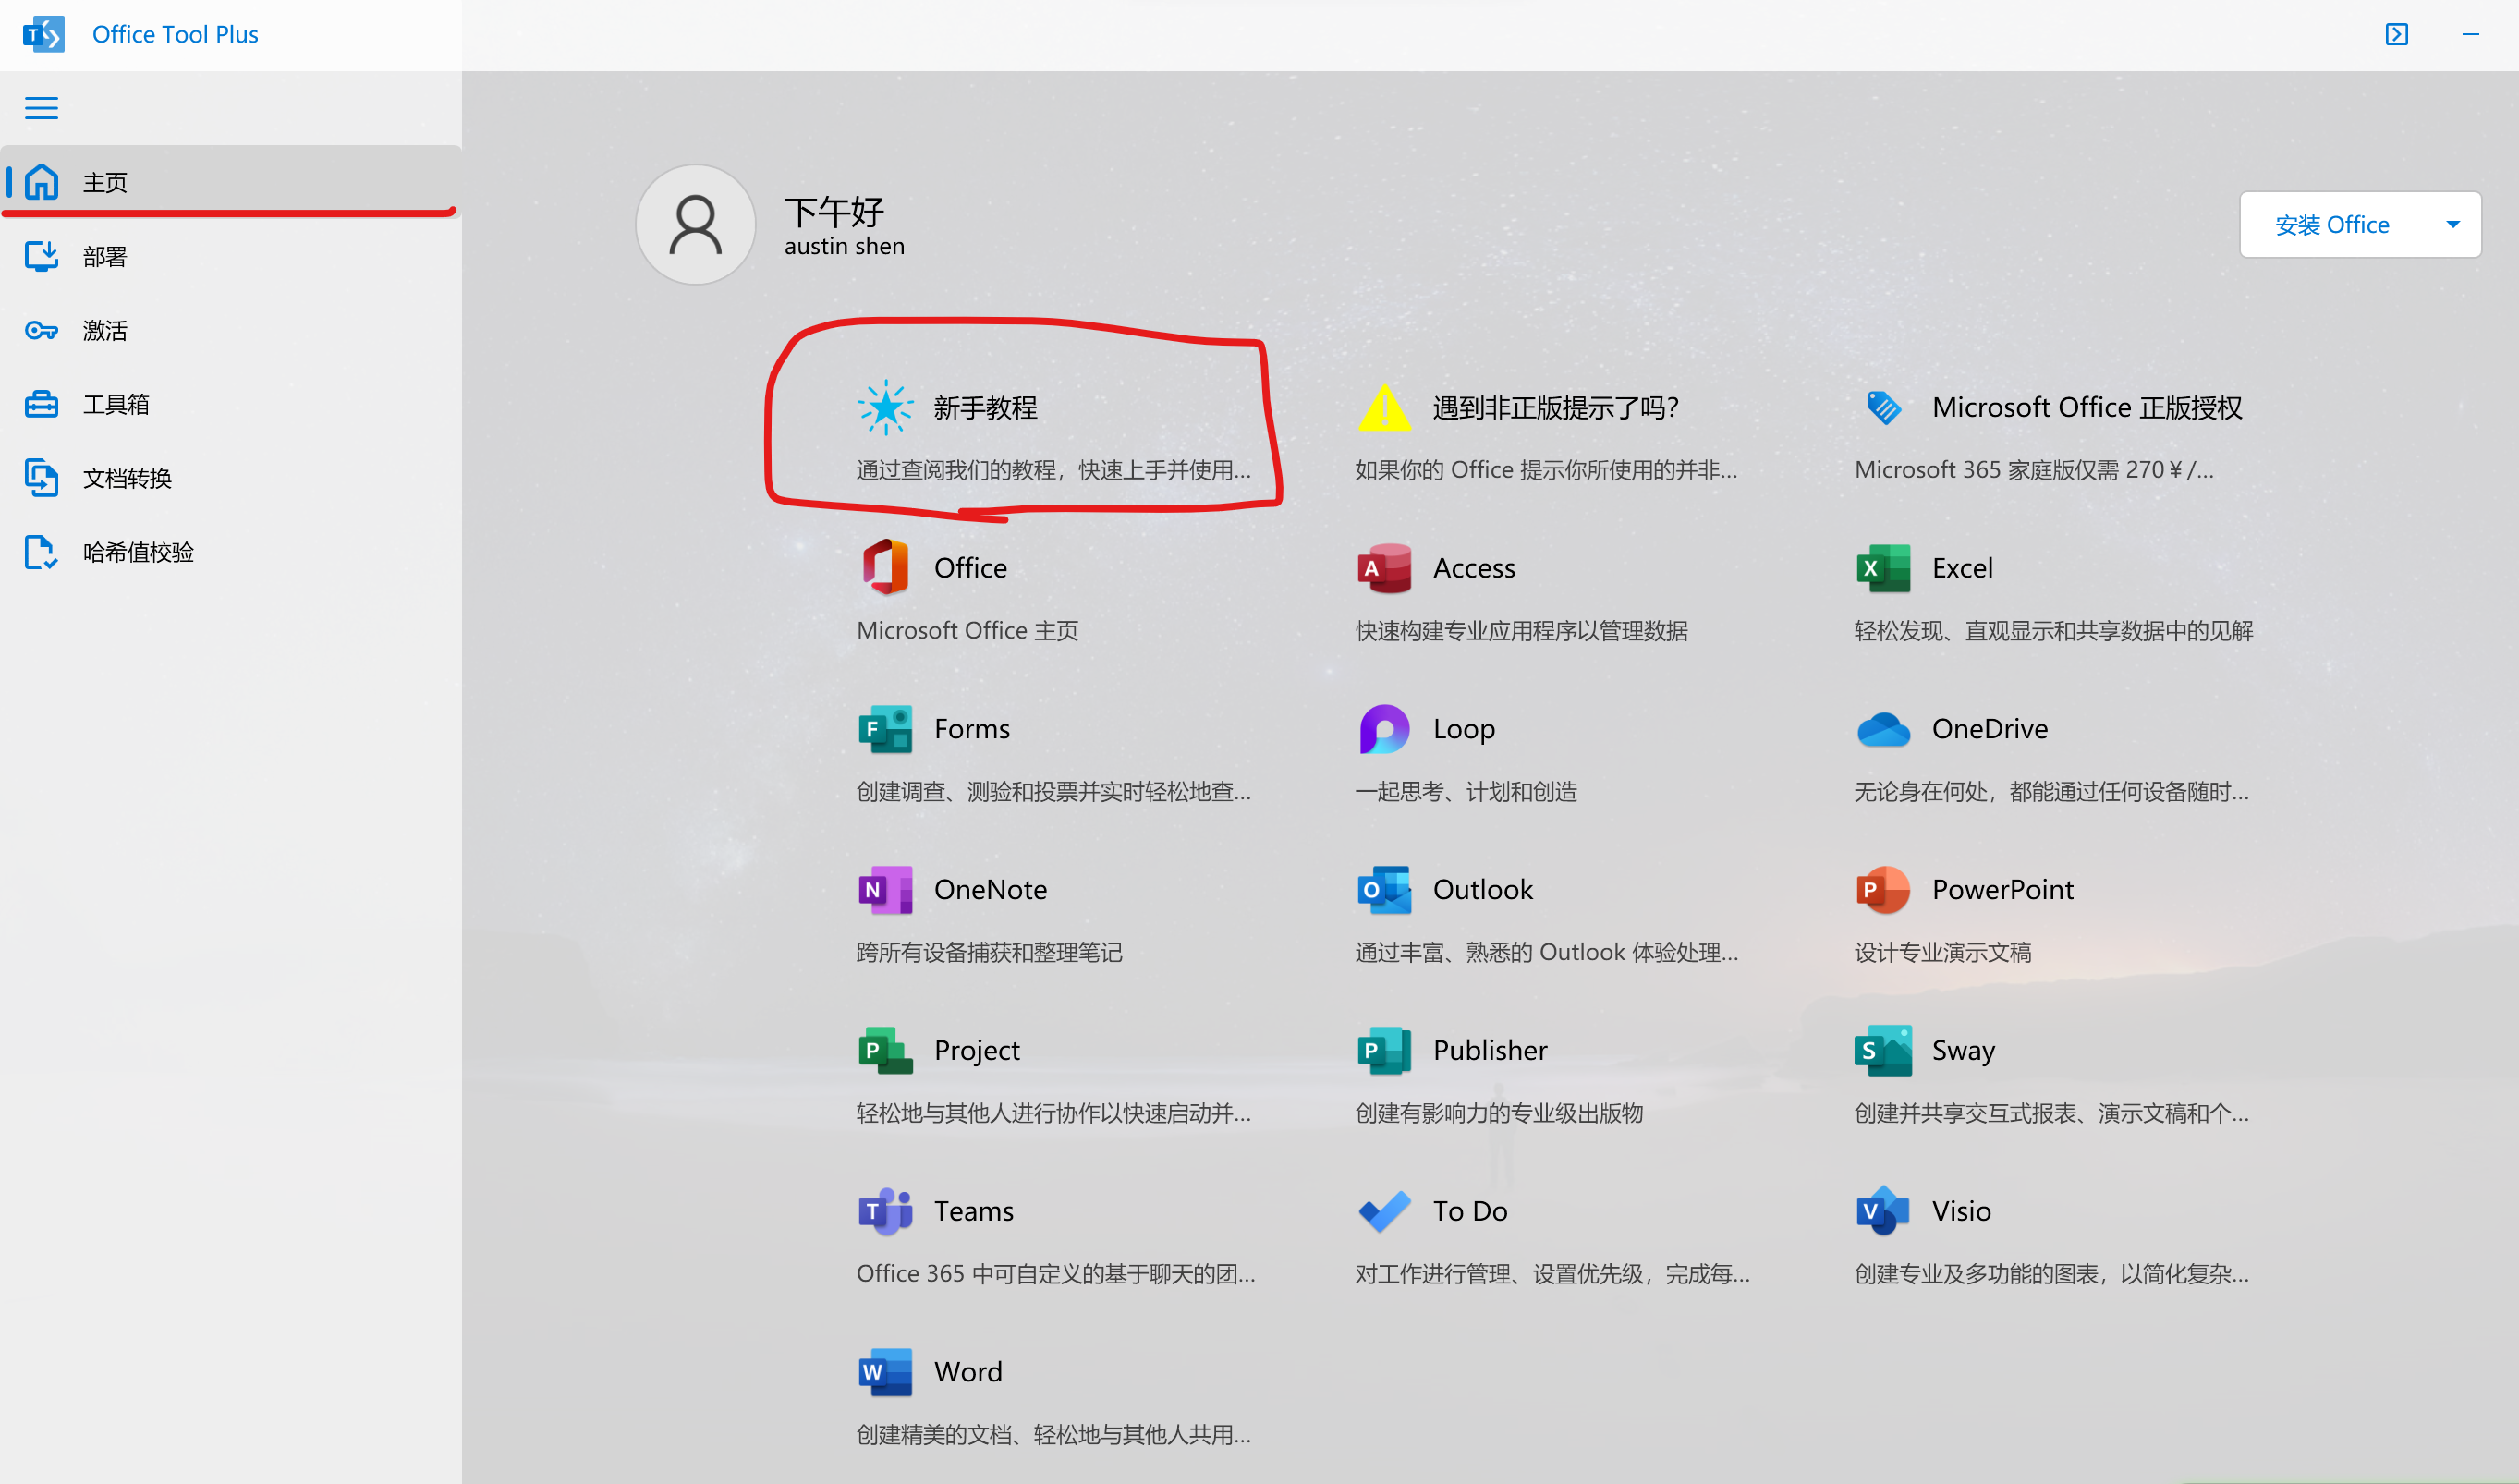 Office Tool Plus
主页
部署
激活
工具箱
文档转换
哈希值校验
下午好
austin shen
安装 Office
新手教程
通过查阅我们的教程，快速上手并使用...
遇到非正版提示了吗？
如果你的 Office 提示你所使用的并非...
Microsoft Office 正版授权
Microsoft 365 家庭版仅需 270￥/...
Office
Microsoft Office 主页
Access
快速构建专业应用程序以管理数据
Excel
轻松发现、直观显示和共享数据中的见解
Forms
创建调查、测验和投票并实时轻松地查...
Loop
一起思考、计划和创造
OneDrive
无论身在何处，都能通过任何设备随时...
OneNote
跨所有设备捕获和整理笔记
Outlook
通过丰富、熟悉的 Outlook 体验处理...
PowerPoint
设计专业演示文稿
Project
轻松地与其他人进行协作以快速启动并...
Publisher
创建有影响力的专业级出版物
Sway
创建并共享交互式报表、演示文稿和个...
Teams
Office 365 中可自定义的基于聊天的团...
To Do
对工作进行管理、设置优先级，完成每...
Visio
创建专业及多功能的图表，以简化复杂...
Word
创建精美的文档、轻松地与其他人共用...